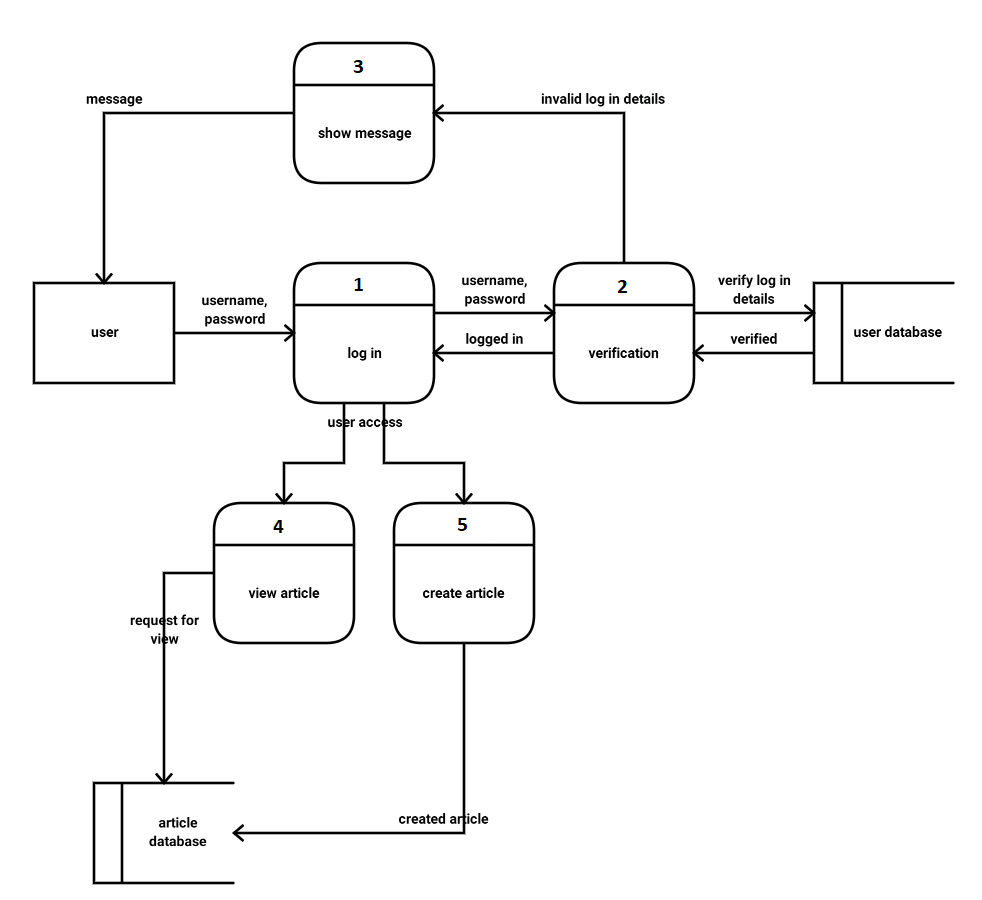 3
message
invalid log in details
show message
1
2
username,
password
verify log in
details
username,
password
user
log in
logged in
verification
verified
user database
user access
4
5
view article
create article
request for
view
article
database
created article